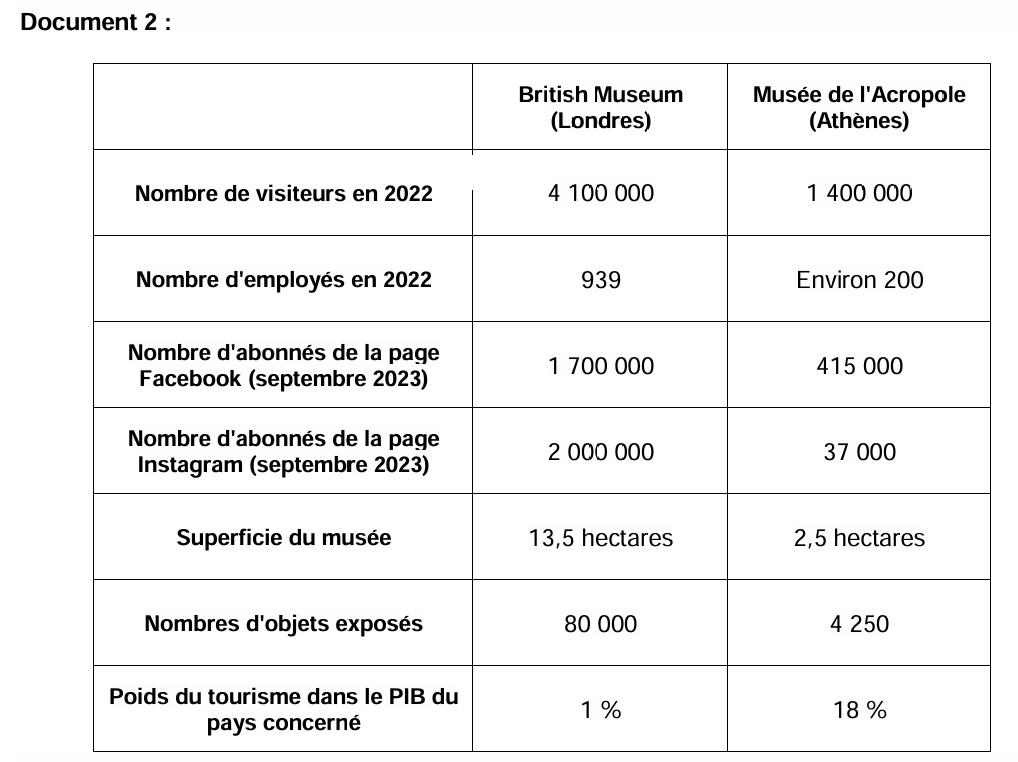 Document 2 :
British Museum
(Londres)
Musée de l'Acropole
(Athènes)
Nombre de visiteurs en 2022
4 100 000
1 400 000
Nombre d'employés en 2022
939
Environ 200
Nombre d'abonnés de la page
Facebook (septembre 2023)
1 700 000
415 000
Nombre d'abonnés de la page
Instagram (septembre 2023)
2 000 000
37 000
Superficie du musée
13,5 hectares
2,5 hectares
Nombres d'objets exposés
80 000
4 250
Poids du tourisme dans le PIB du
pays concerné
1 %
18 %